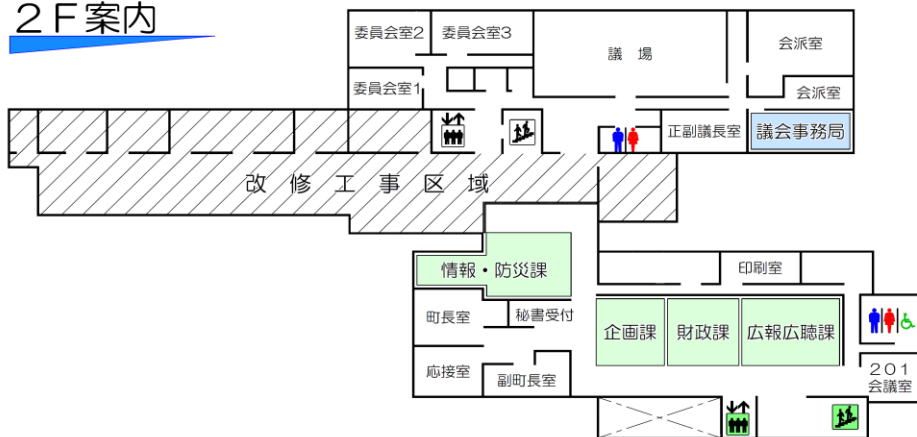 ２Ｆ案内
委員会室2
委員会室3
議　場
会派室
委員会室1
会派室
正副議長室
議会事務局
改修工事区域
情報・防災課
印刷室
町長室
秘書受付
企画課
財政課
広報広聴課
応接室
副町長室
２０１
会議室